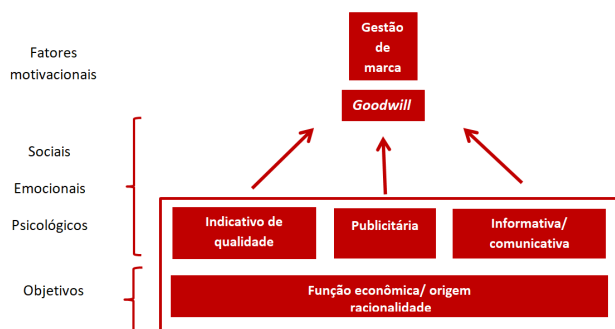 Fatores
motivacionais
Gestão
de
marca
Goodwill
Sociais
Emocionais
Psicológicos
Indicativo de
qualidade
Publicitária
Informativa/
comunicativa
Objetivos
Função econômica/ origem
racionalidade